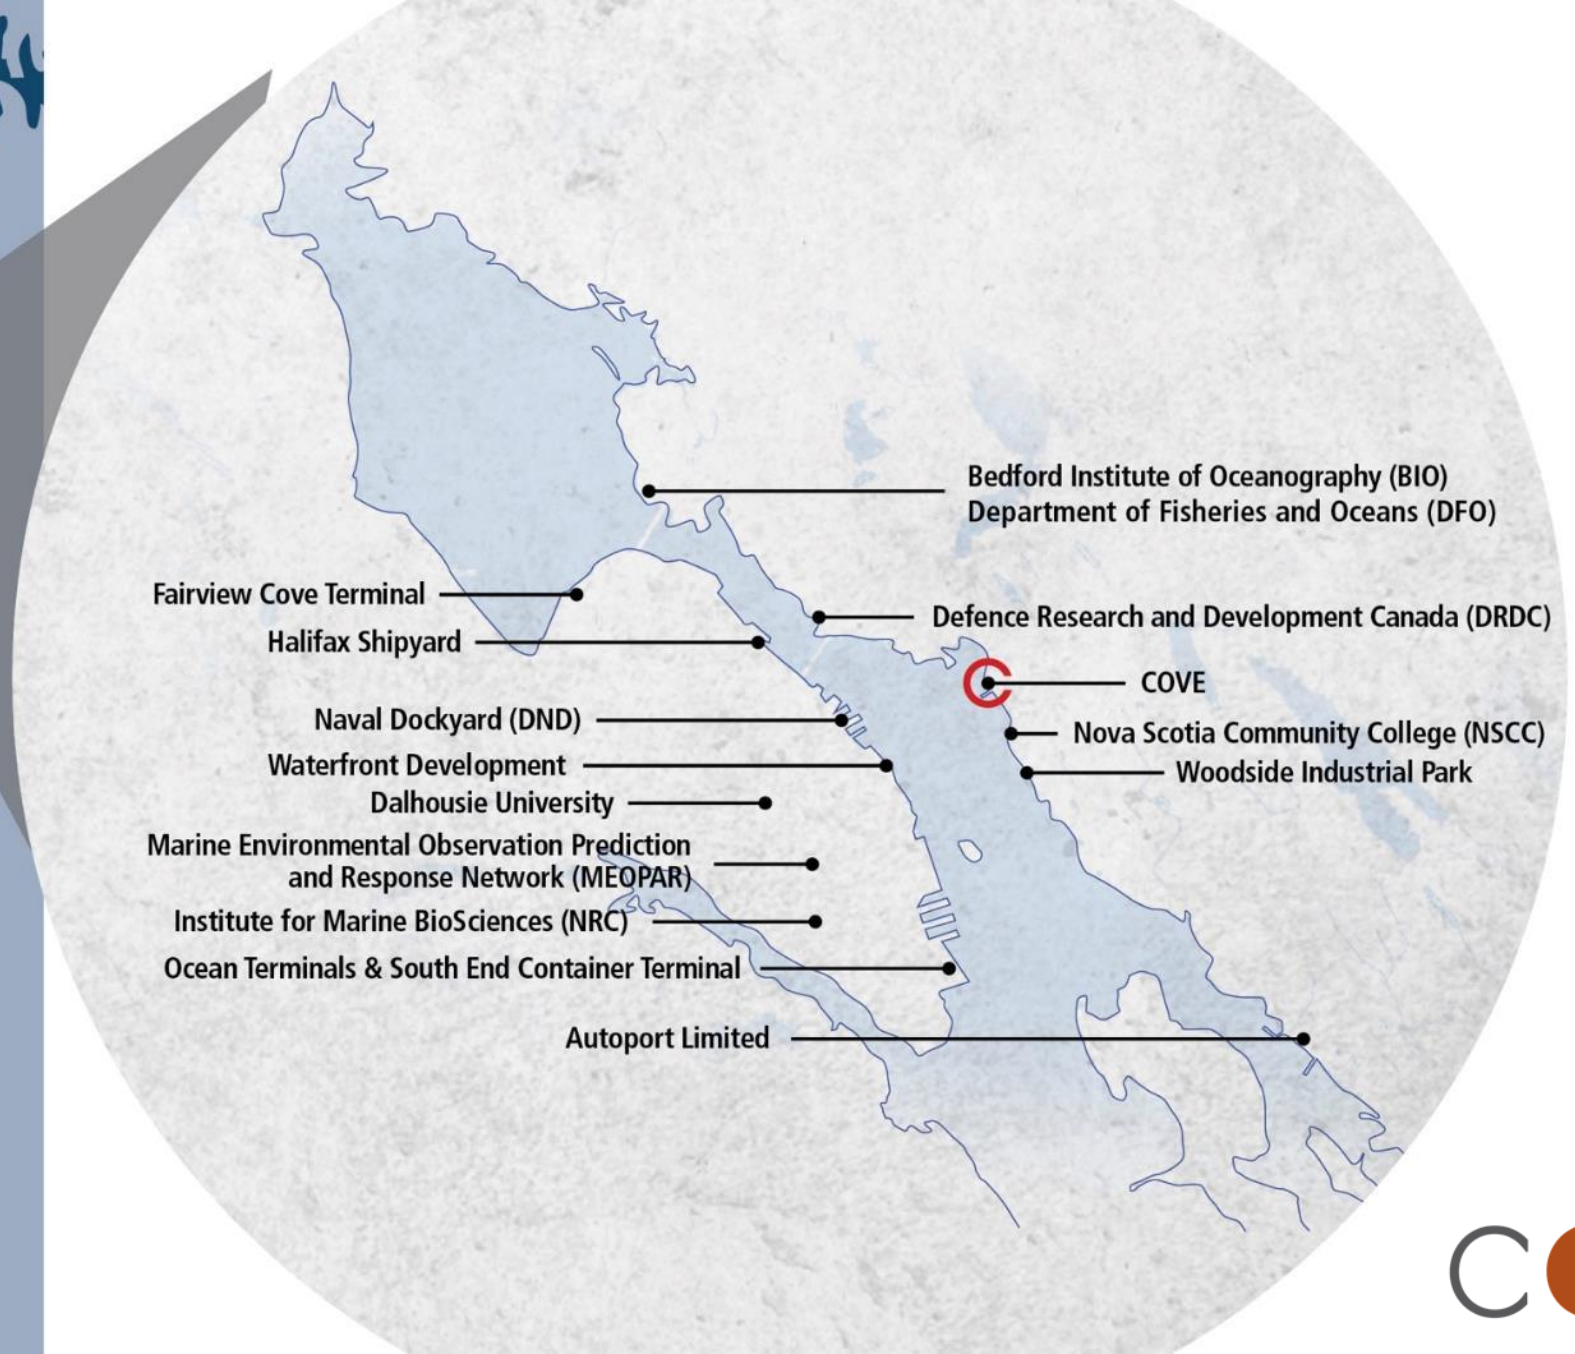 Bedford Institute of Oceanography (BIO)
Department of Fisheries and Oceans (DFO)
Fairview Cove Terminal
Defence Research and Development Canada (DRDC)
Halifax Shipyard
COVE
Naval Dockyard (DND)
Nova Scotia Community College (NSCC)
Waterfront Development
Woodside Industrial Park
Dalhousie University
Marine Environmental Observation Prediction
and Response Network (MEOPAR)
Institute for Marine BioSciences (NRC)
Ocean Terminals & South End Container Terminal
Autoport Limited
C